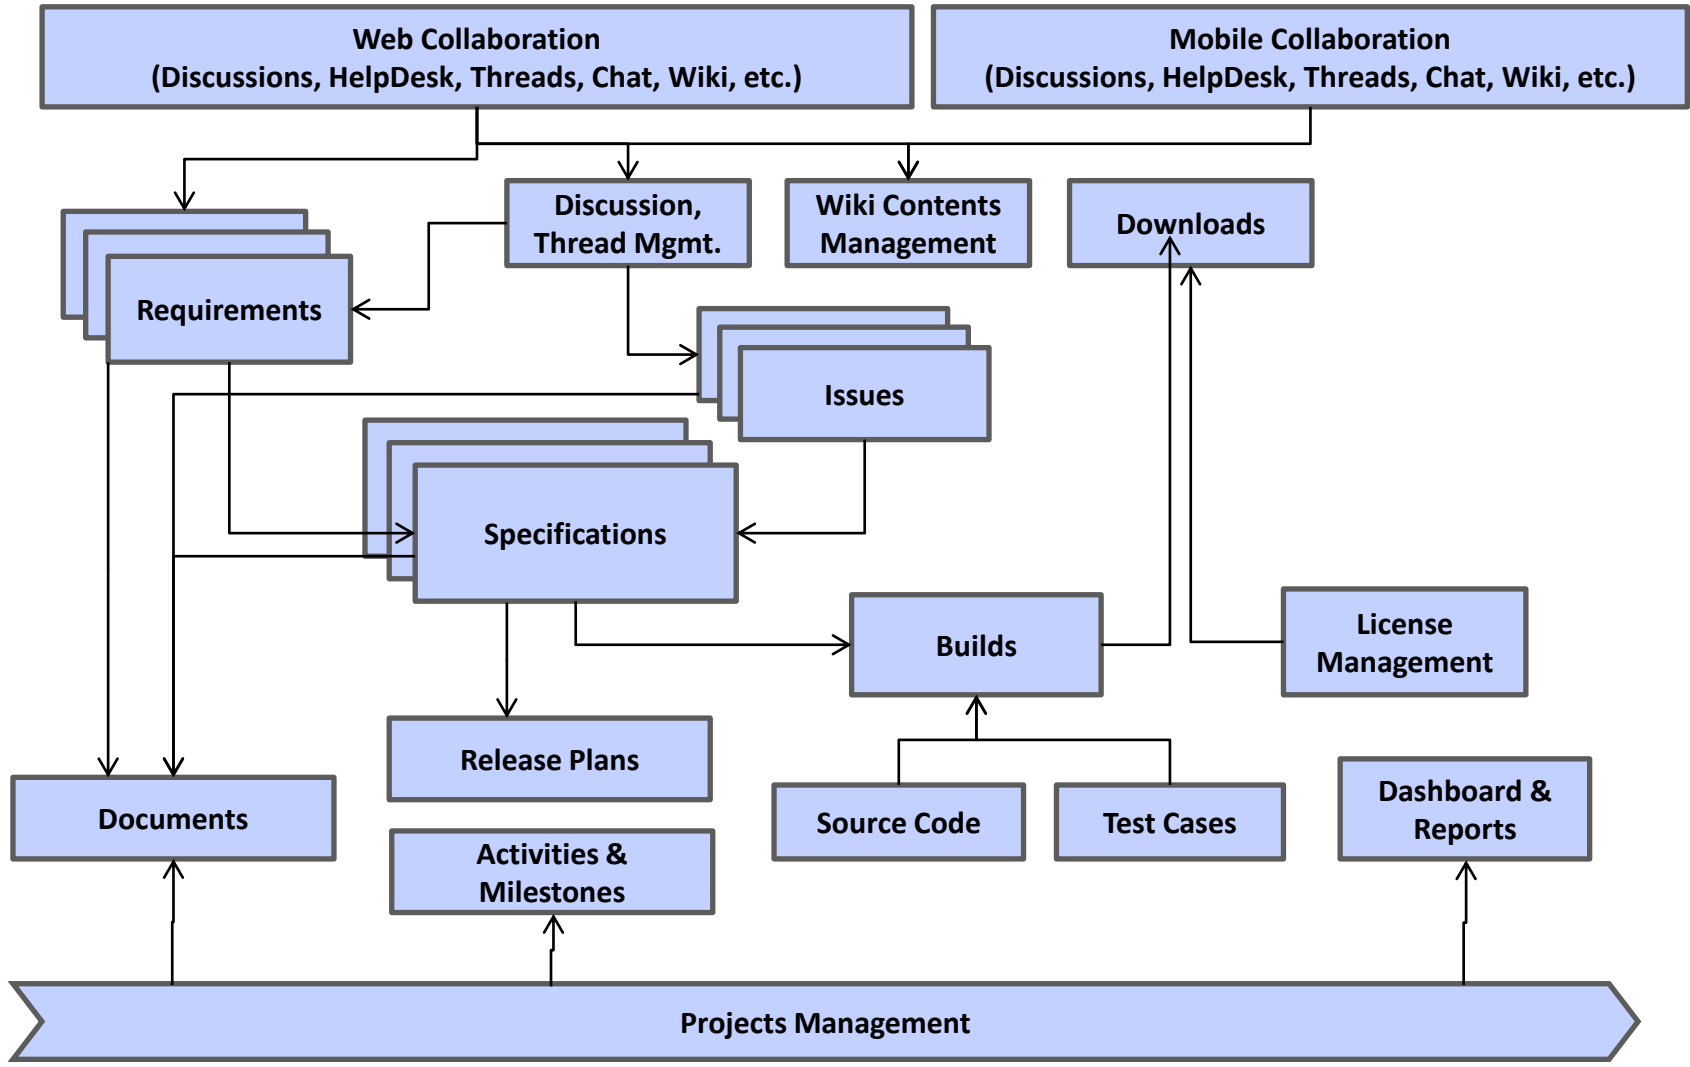 Web Collaboration
(Discussions, HelpDesk, Threads, Chat, Wiki, etc.)
Mobile Collaboration
(Discussions, HelpDesk, Threads, Chat, Wiki, etc.)
Discussion,
Thread Mgmt.
Wiki Contents
Management
Downloads
Requirements
Issues
Specifications
Builds
License
Management
Release Plans
Documents
Source Code
Test Cases
Dashboard &
Reports
Activities &
Milestones
Projects Management